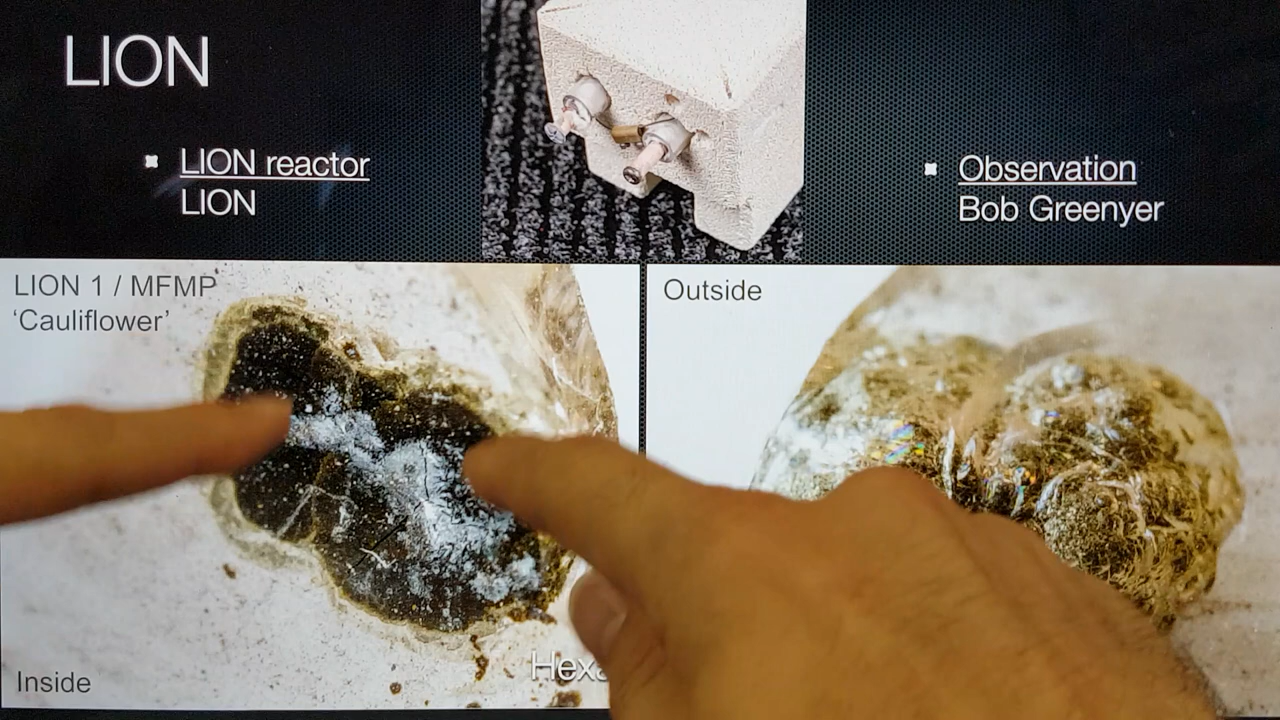 LION
LION reactor
LION
Observation
Bob Greenyer
LION 1 / MFMP
‘Cauliflower’
Outside
Inside